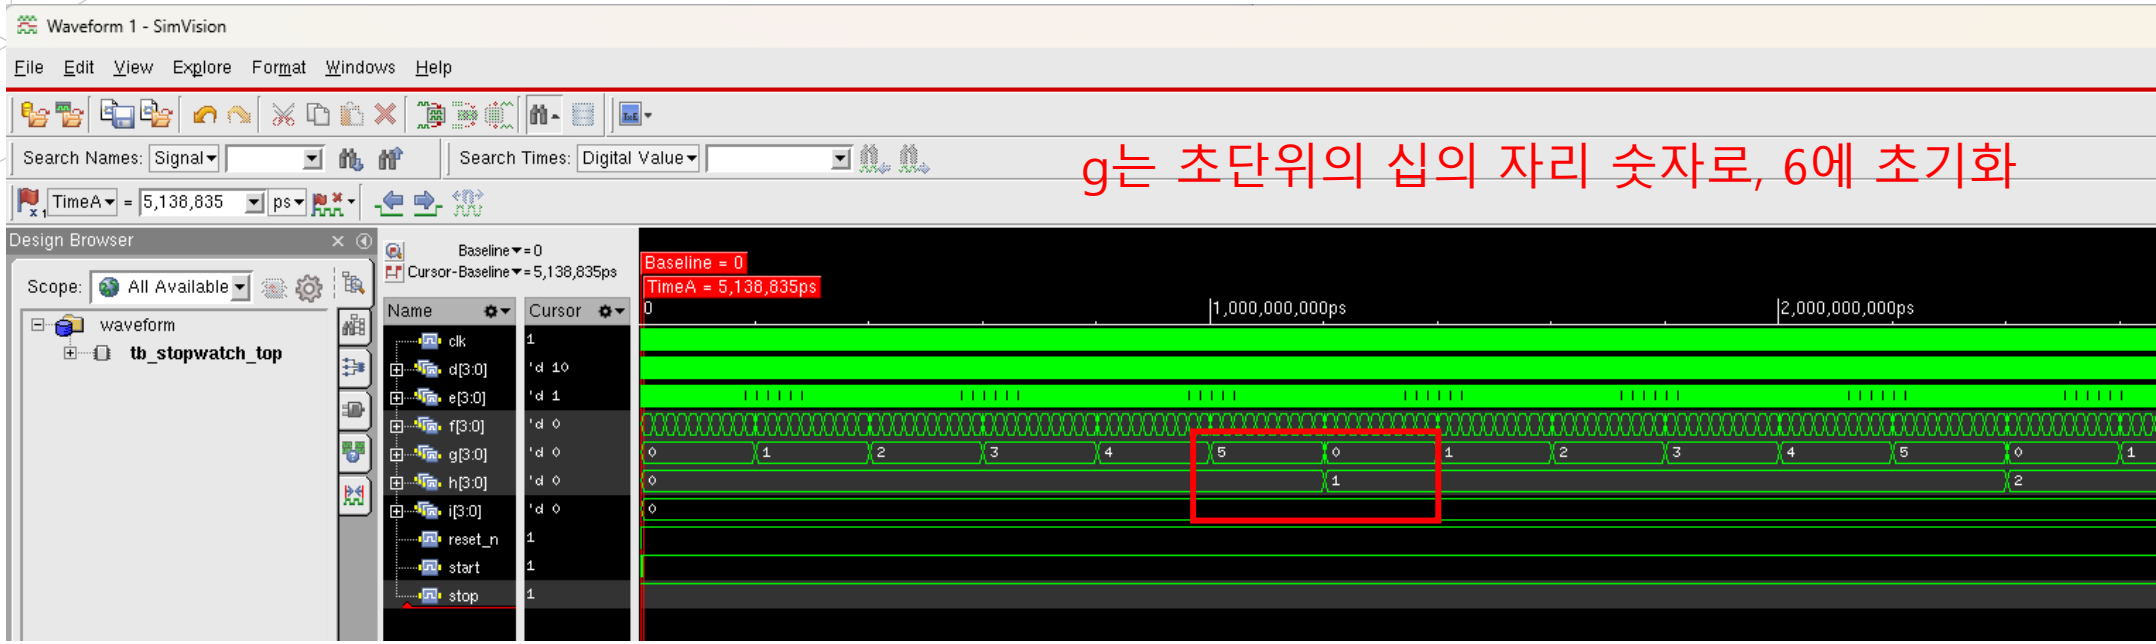 Waveform 1 - SimVision
File Edit View Explore Format Windows Help
Search Names: Signal Search Times: Digital Value
g는 초단위의 십의 자리 숫자로, 6에 초기화
x1 TimeA = 5,138,835 ps
Design Browser
Scope: All Available
waveform
tb_stopwatch_top
Baseline = 0
Cursor-Baseline = 5,138,835ps
Name Cursor
Baseline = 0
TimeA = 5,138,835ps
0 1,000,000,000ps 2,000,000,000ps
clk 1
d[3:0] 'd 10
e[3:0] 'd 1
f[3:0] 'd 0
g[3:0] 'd 0 0 1 2 3 4 5 0 1 2 3 4 5 0 1
h[3:0] 'd 0 0 1 2
i[3:0] 'd 0 0
reset_n 1
start 1
stop 1